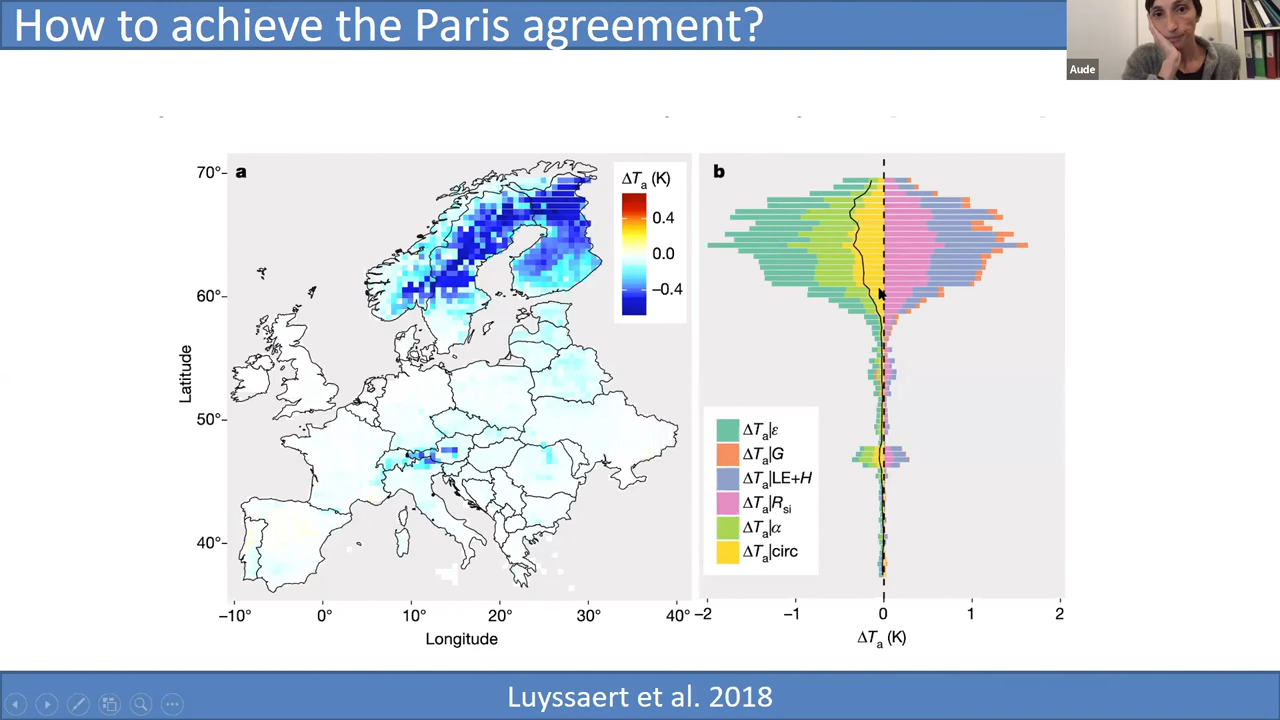 How to achieve the Paris agreement?
Aude
a
ΔTa (K)
0.4
0.0
−0.4
70°
60°
50°
40°
Latitude
−10°
0°
10°
20°
30°
40°
Longitude
b
ΔTa|ε
ΔTa|G
ΔTa|LE+H
ΔTa|Rsi
ΔTa|α
ΔTa|circ
−2
−1
0
1
2
ΔTa (K)
Luyssaert et al. 2018